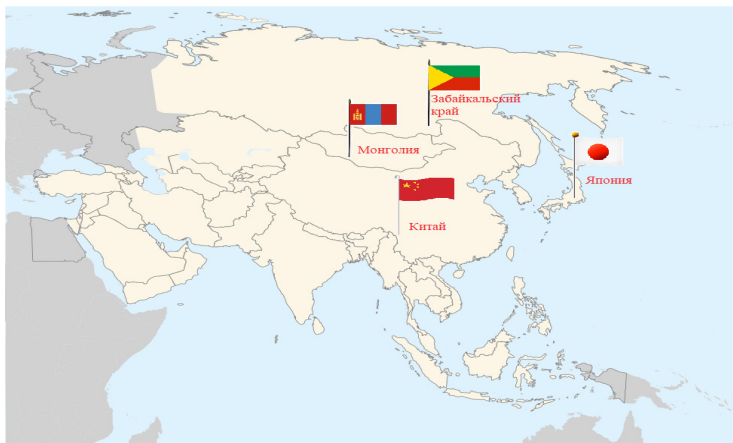 Забайкальский
край
Монголия
Япония
Китай